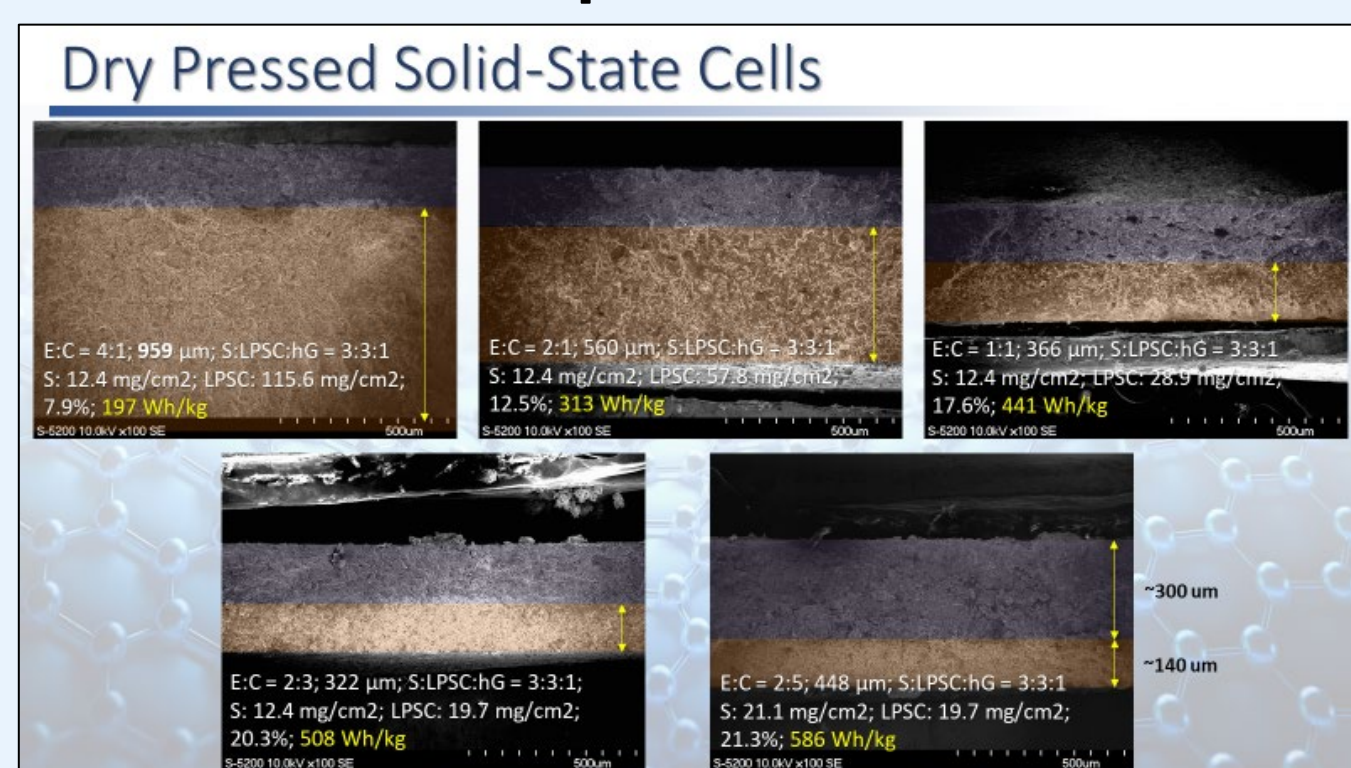 Dry Pressed Solid-State Cells
E:C = 4:1; 959 µm; S:LPSC:hG = 3:3:1
S: 12.4 mg/cm2; LPSC: 115.6 mg/cm2;
7.9%; 197 Wh/kg
S-5200 10.0kV x100 SE
500um
E:C = 2:1; 560 µm; S:LPSC:hG = 3:3:1
S: 12.4 mg/cm2; LPSC: 57.8 mg/cm2;
12.5%; 313 Wh/kg
S-5200 10.0kV x100 SE
500um
E:C = 1:1; 366 µm; S:LPSC:hG = 3:3:1
S: 12.4 mg/cm2; LPSC: 28.9 mg/cm2;
17.6%; 441 Wh/kg
S-5200 10.0kV x100 SE
500um
E:C = 2:3; 322 µm; S:LPSC:hG = 3:3:1;
S: 12.4 mg/cm2; LPSC: 19.7 mg/cm2;
20.3%; 508 Wh/kg
S-5200 10.0kV x100 SE
500um
E:C = 2:5; 448 µm; S:LPSC:hG = 3:3:1
S: 21.1 mg/cm2; LPSC: 19.7 mg/cm2;
21.3%; 586 Wh/kg
S-5200 10.0kV x100 SE
500um
~300 um
~140 um